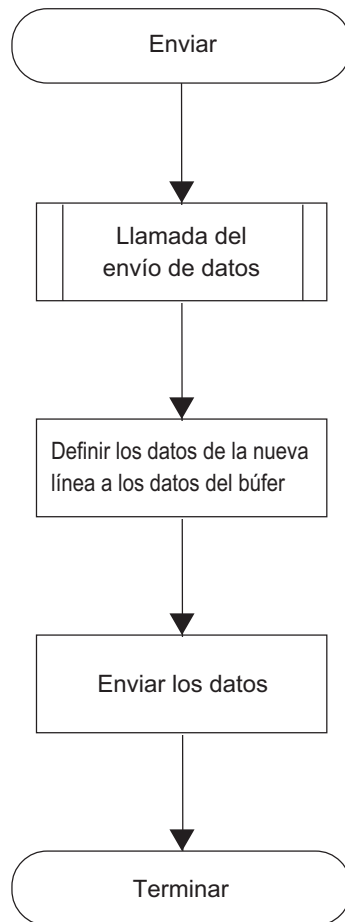 Enviar
Llamada del
envío de datos
Definir los datos de la nueva
línea a los datos del búfer
Enviar los datos
Terminar